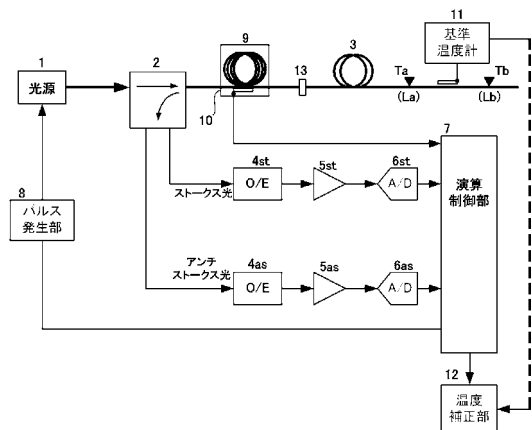 11
基準
温度計
1
光源
2
9
10
13
3
Ta
(La)
Tb
(Lb)
7
演算
制御部
8
パルス
発生部
4st
O/E
5st
6st
A/D
ストークス光
アンチ
ストークス光
4as
O/E
5as
6as
A/D
12
温度
補正部